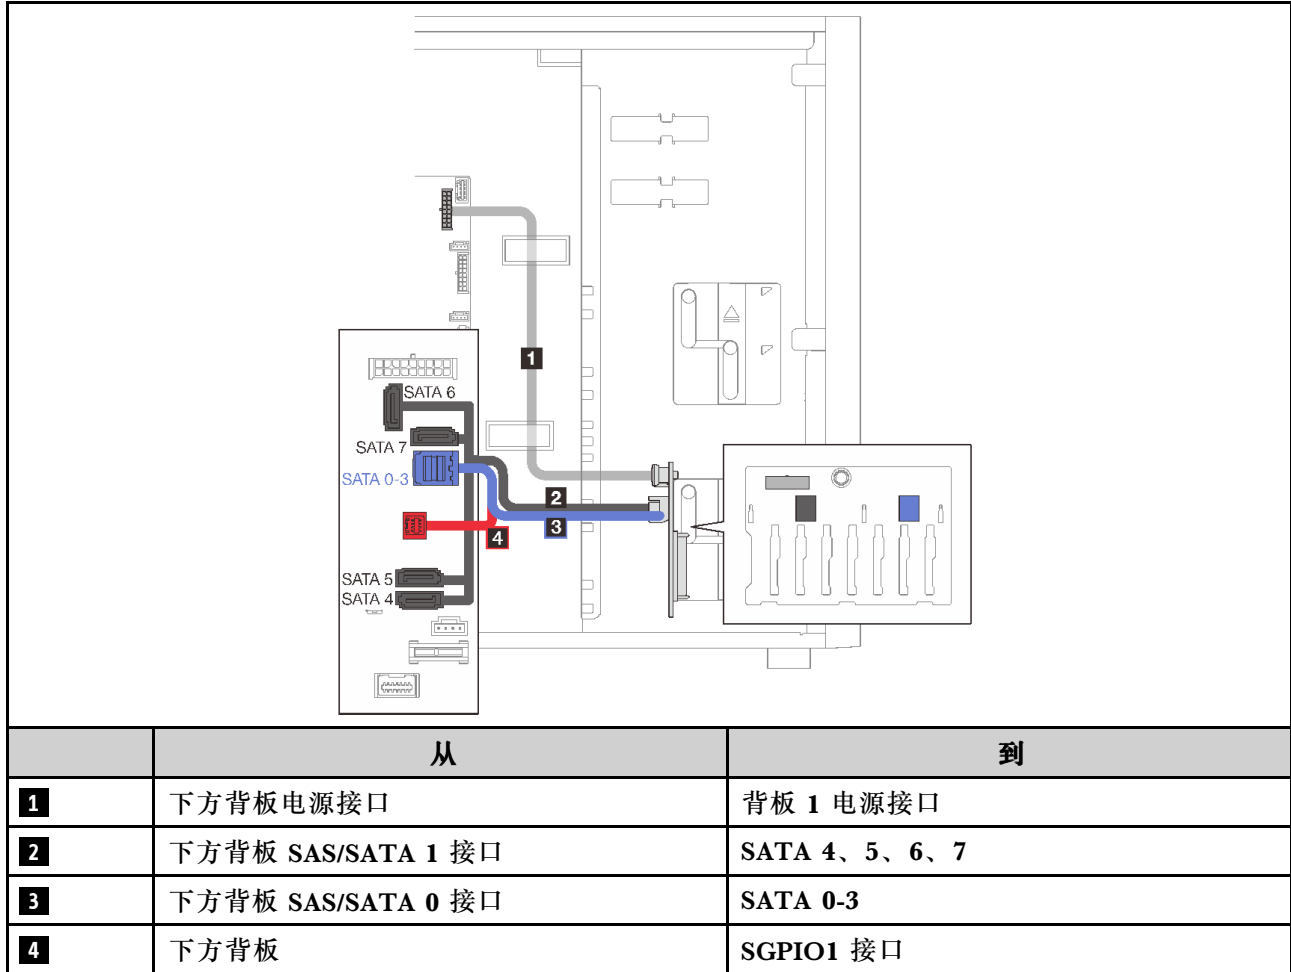 1
SATA 6
SATA 7
SATA 0-3
2
3
4
SATA 5
SATA 4
从 到
1 下方背板电源接口 背板 1 电源接口
2 下方背板 SAS/SATA 1 接口 SATA 4、5、6、7
3 下方背板 SAS/SATA 0 接口 SATA 0-3
4 下方背板 SGPIO1 接口